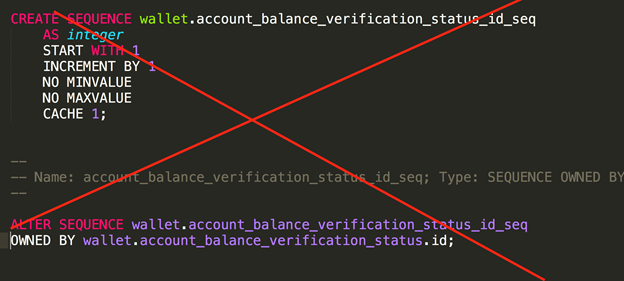 CREATE SEQUENCE wallet.account_balance_verification_status_id_seq
AS integer
START WITH 1
INCREMENT BY 1
NO MINVALUE
NO MAXVALUE
CACHE 1;
--
-- Name: account_balance_verification_status_id_seq; Type: SEQUENCE OWNED BY
--
ALTER SEQUENCE wallet.account_balance_verification_status_id_seq
OWNED BY wallet.account_balance_verification_status.id;